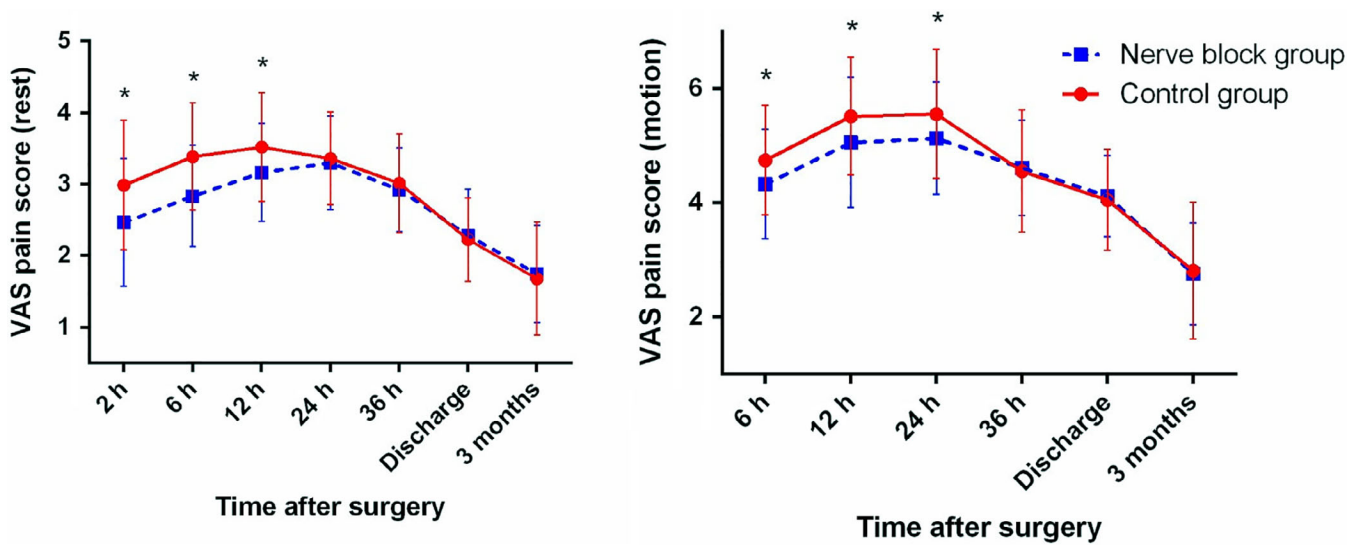 VAS pain score (rest)
5
4
3
2
1
*
*
*
2 h
6 h
12 h
24 h
36 h
Discharge
3 months
Time after surgery
VAS pain score (motion)
6
4
2
*
*
*
Nerve block group
Control group
6 h
12 h
24 h
36 h
Discharge
3 months
Time after surgery